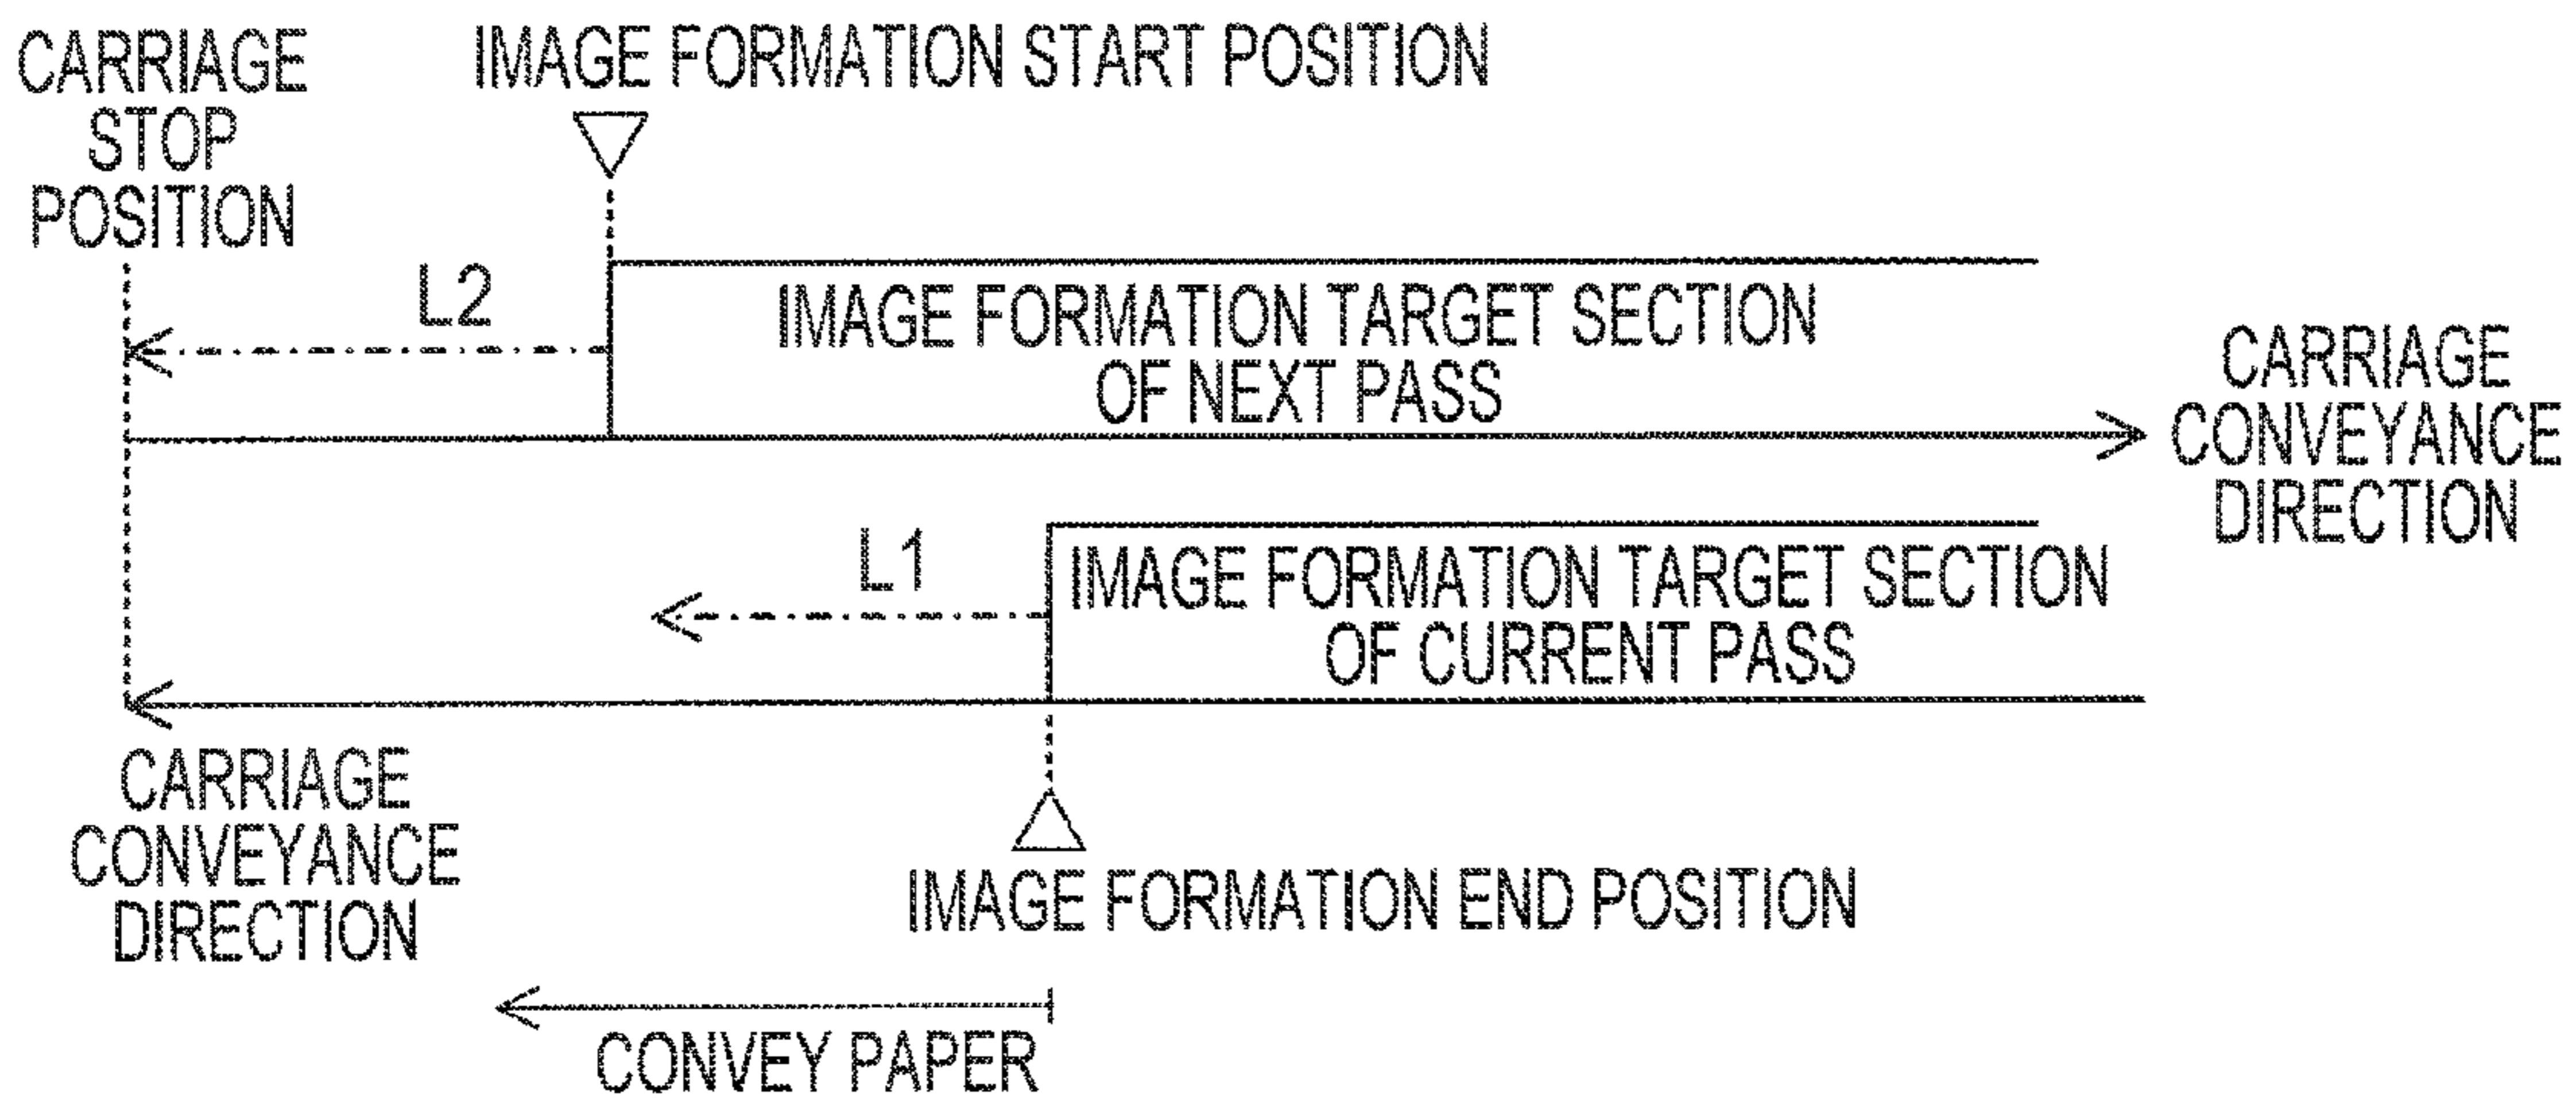 CARRIAGE
STOP
POSITION
IMAGE FORMATION START POSITION
L2
IMAGE FORMATION TARGET SECTION
OF NEXT PASS
CARRIAGE
CONVEYANCE
DIRECTION
L1
IMAGE FORMATION TARGET SECTION
OF CURRENT PASS
CARRIAGE
CONVEYANCE
DIRECTION
IMAGE FORMATION END POSITION
CONVEY PAPER